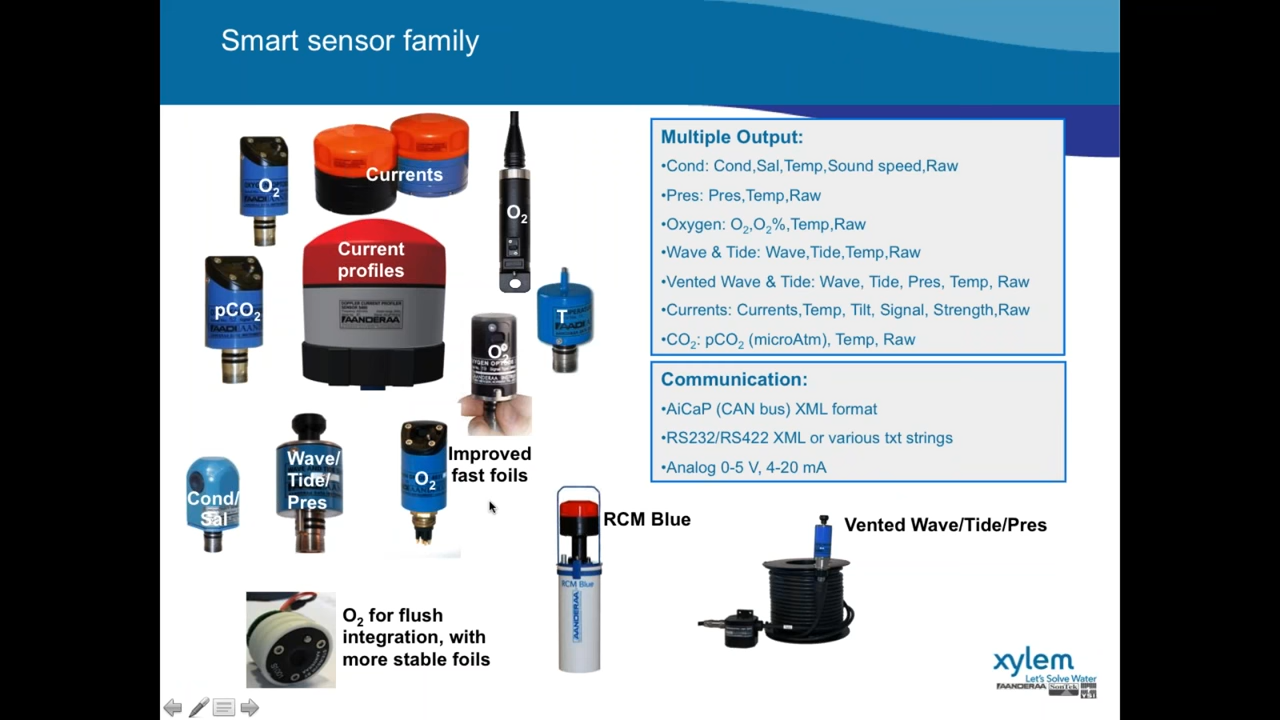 Smart sensor family
O2
Currents
O2
Current
profiles
FAANDERAA
pCO2
T
O2
Improved
fast foils
Wave/
Tide/
Pres
Cond/
Sal
O2
RCM Blue
RCM Blue
AANDERAA
Vented Wave/Tide/Pres
O2 for flush
integration, with
more stable foils
Multiple Output:
•Cond: Cond,Sal,Temp,Sound speed,Raw
•Pres: Pres,Temp,Raw
•Oxygen: O2,O2%,Temp,Raw
•Wave & Tide: Wave,Tide,Temp,Raw
•Vented Wave & Tide: Wave, Tide, Pres, Temp, Raw
•Currents: Currents,Temp, Tilt, Signal, Strength,Raw
•CO2: pCO2 (microAtm), Temp, Raw
Communication:
•AiCaP (CAN bus) XML format
•RS232/RS422 XML or various txt strings
•Analog 0-5 V, 4-20 mA
xylem
Let's Solve Water
AANDERAA SonTek YSI